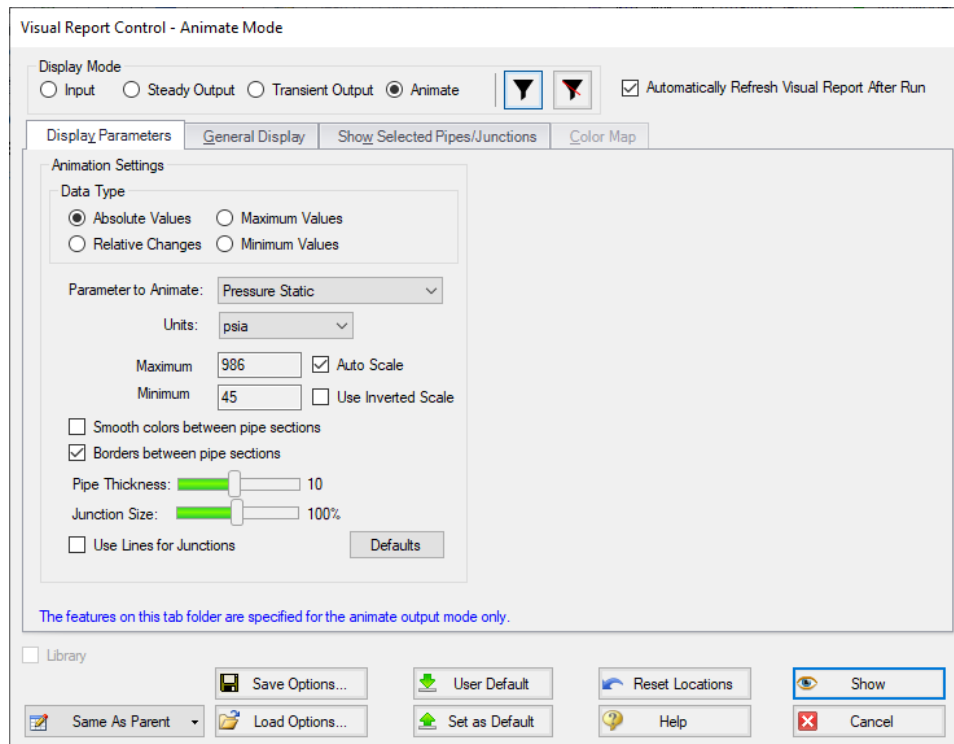 Visual Report Control - Animate Mode
Display Mode
Input Steady Output Transient Output Animate Automatically Refresh Visual Report After Run
Display Parameters General Display Show Selected Pipes/Junctions Color Map
Animation Settings
Data Type
Absolute Values Maximum Values
Relative Changes Minimum Values
Parameter to Animate: Pressure Static
Units: psia
Maximum 986 Auto Scale
Minimum 45 Use Inverted Scale
Smooth colors between pipe sections
Borders between pipe sections
Pipe Thickness: 10
Junction Size: 100%
Use Lines for Junctions Defaults
The features on this tab folder are specified for the animate output mode only.
Library
Save Options... User Default Reset Locations Show
Same As Parent Load Options... Set as Default Help Cancel